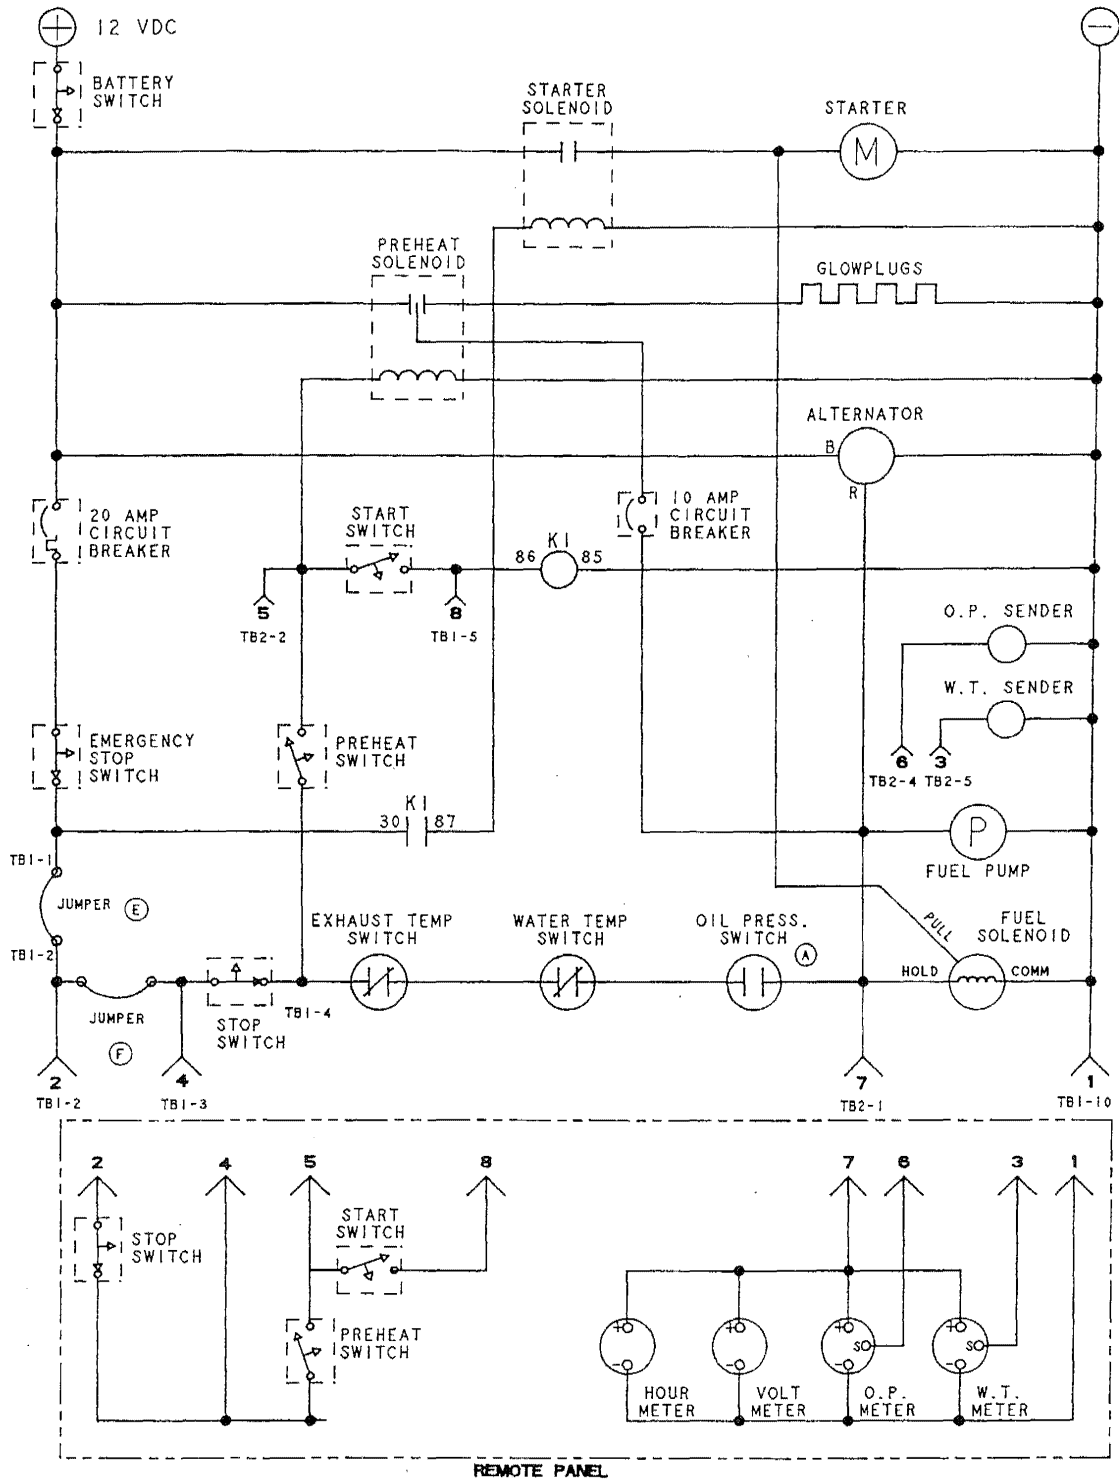 + 12 VDC −
BATTERY
SWITCH
STARTER
SOLENOID
STARTER
M
PREHEAT
SOLENOID
GLOWPLUGS
ALTERNATOR
B
R
20 AMP
CIRCUIT
BREAKER
START
SWITCH
10 AMP
CIRCUIT
BREAKER
K1
86 85
5
TB2-2
8
TB1-5
O.P. SENDER
W.T. SENDER
6
TB2-4
3
TB2-5
EMERGENCY
STOP
SWITCH
PREHEAT
SWITCH
K1
30 87
P
FUEL PUMP
TB1-1
JUMPER E
TB1-2
EXHAUST TEMP
SWITCH
WATER TEMP
SWITCH
OIL PRESS.
SWITCH A
PULL
FUEL
SOLENOID
HOLD COMM
JUMPER
F
STOP
SWITCH
TB1-4
2
TB1-2
4
TB1-3
7
TB2-1
1
TB1-10
2 4 5 8 7 6 3 1
STOP
SWITCH
START
SWITCH
PREHEAT
SWITCH
+ + + S + S
− − − −
HOUR
METER
VOLT
METER
O.P.
METER
W.T.
METER
REMOTE PANEL